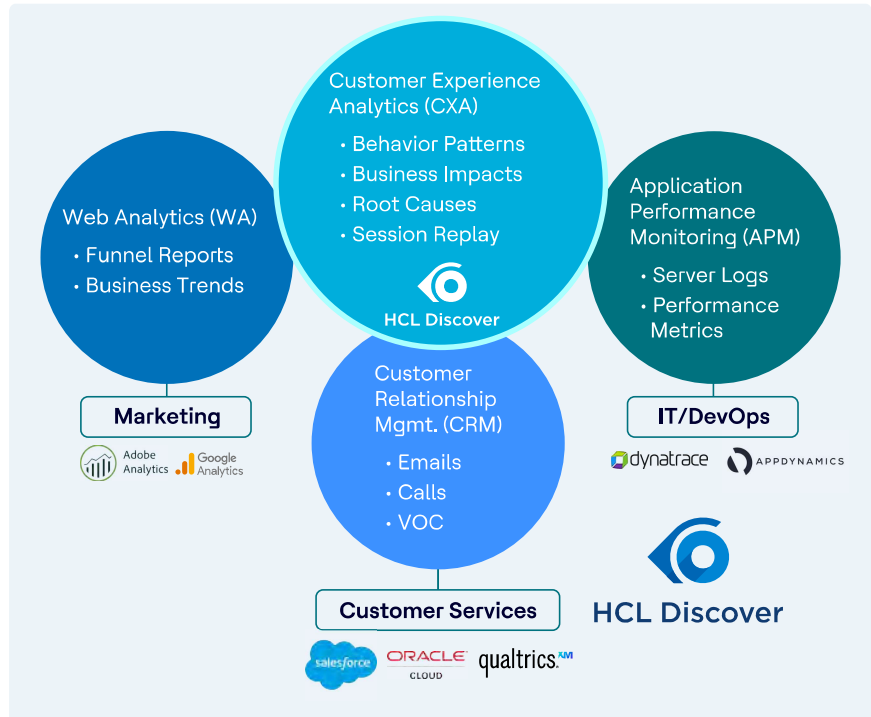 Customer Experience
Analytics (CXA)
• Behavior Patterns
• Business Impacts
• Root Causes
• Session Replay
HCL Discover
Web Analytics (WA)
• Funnel Reports
• Business Trends
Marketing
Adobe
Analytics
Google
Analytics
Application
Performance
Monitoring (APM)
• Server Logs
• Performance
Metrics
IT/DevOps
dynatrace
APPDYNAMICS
Customer
Relationship
Mgmt. (CRM)
• Emails
• Calls
• VOC
Customer Services
salesforce
ORACLE
CLOUD
qualtrics.XM
HCL Discover